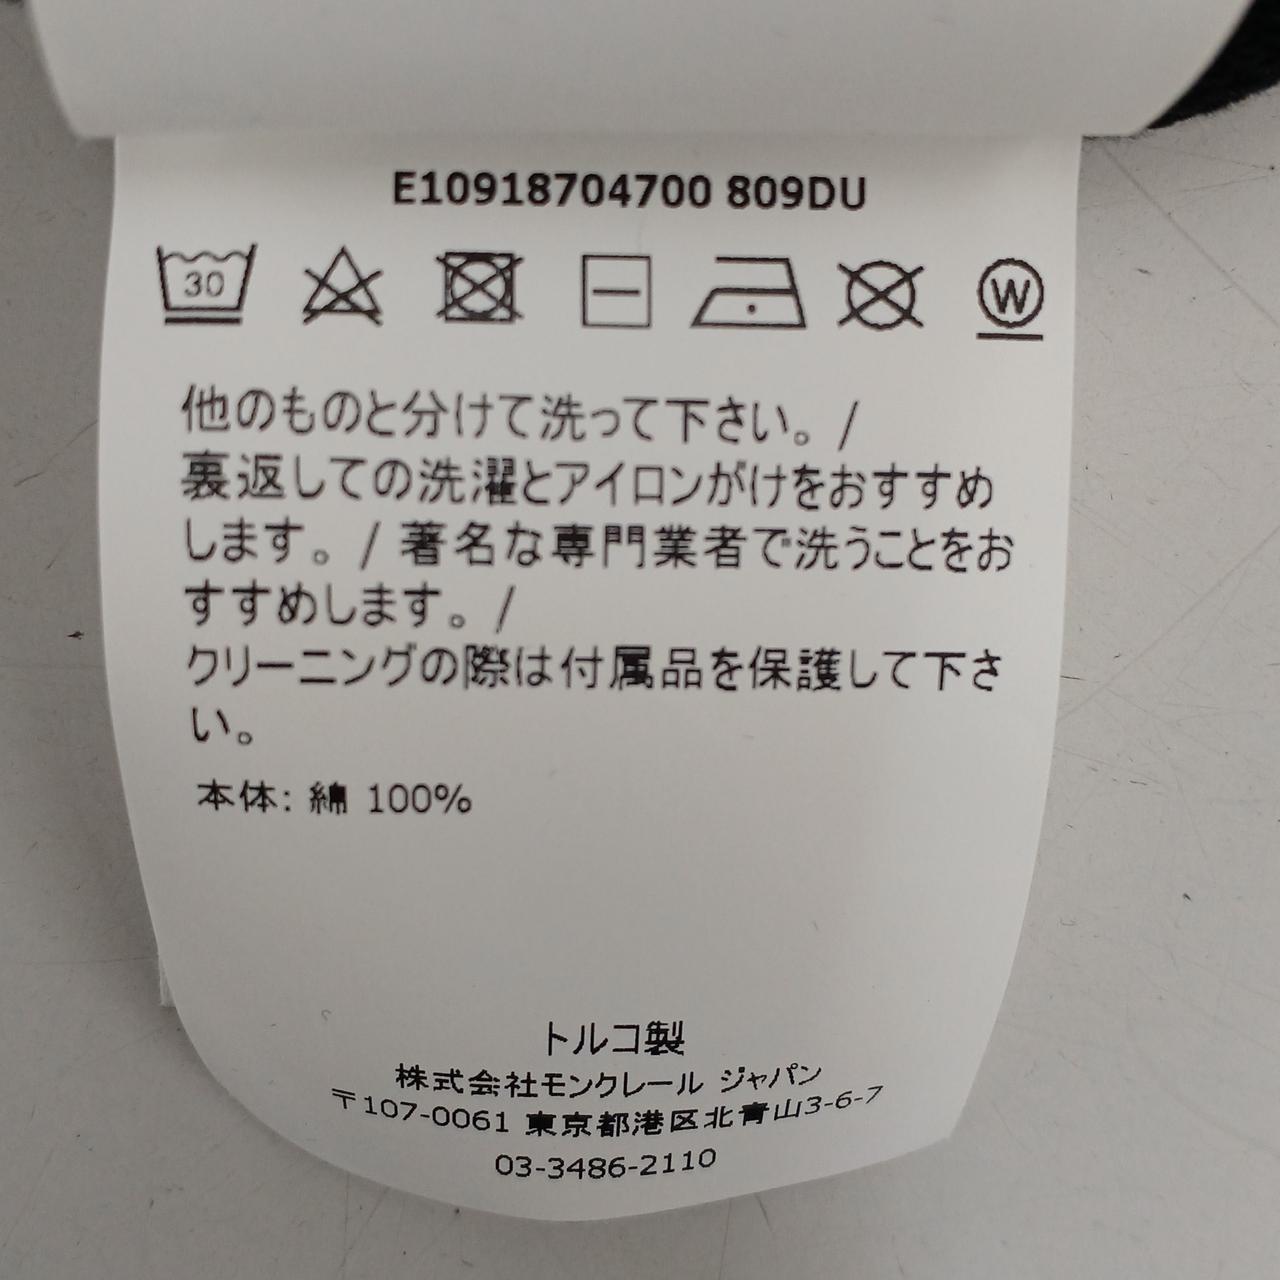 E10918704700 809DU
30
W
他のものと分けて洗って下さい。/
裏返しての洗濯とアイロンがけをおすすめ
します。/ 著名な専門業者で洗うことをお
すすめします。/
クリーニングの際は付属品を保護して下さ
い。
本体: 綿 100%
トルコ製
株式会社モンクレール ジャパン
〒107-0061 東京都港区北青山3-6-7
03-3486-2110